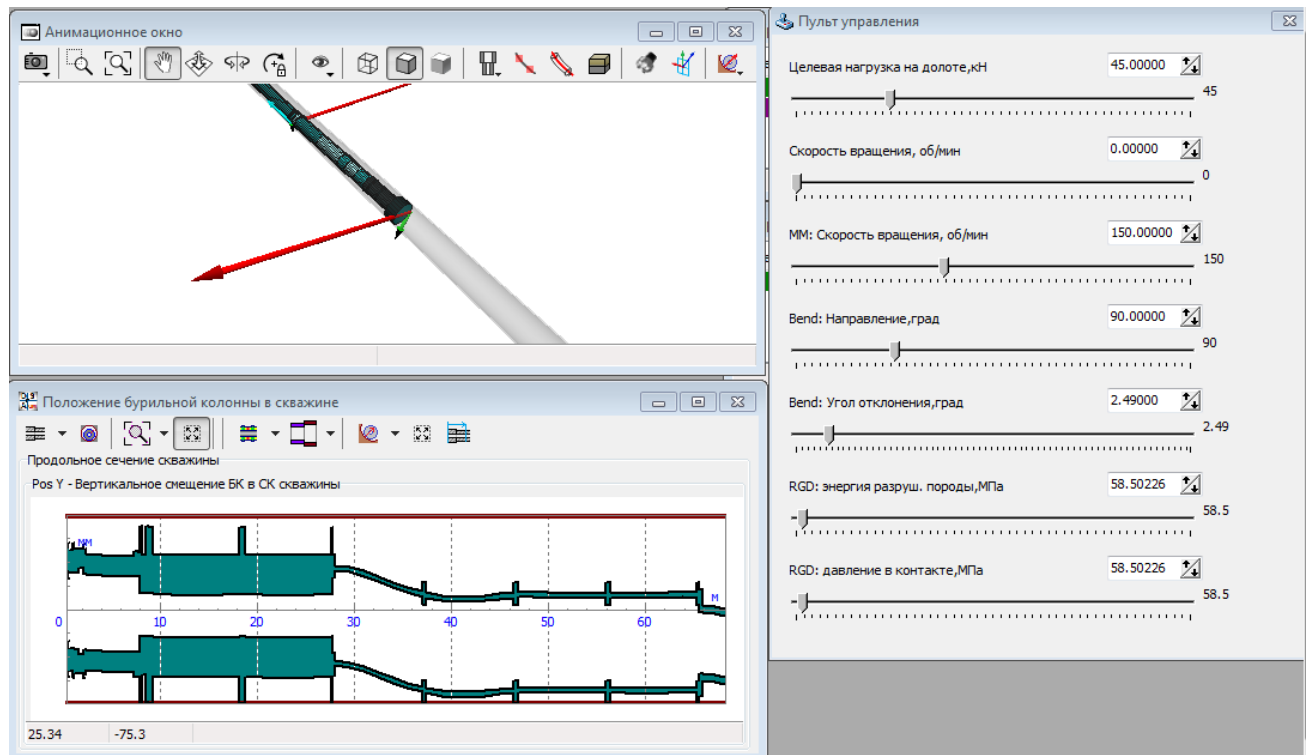 Анимационное окно
Положение бурильной колонны в скважине
Продольное сечение скважины
Pos Y - Вертикальное смещение БК в СК скважины
мм
м
0 10 20 30 40 50 60
25.34 -75.3
Пульт управления
Целевая нагрузка на долоте,кН 45.00000
45
Скорость вращения, об/мин 0.00000
0
ММ: Скорость вращения, об/мин 150.00000
150
Bend: Направление,град 90.00000
90
Bend: Угол отклонения,град 2.49000
2.49
RGD: энергия разруш. породы,МПа 58.50226
58.5
RGD: давление в контакте,МПа 58.50226
58.5